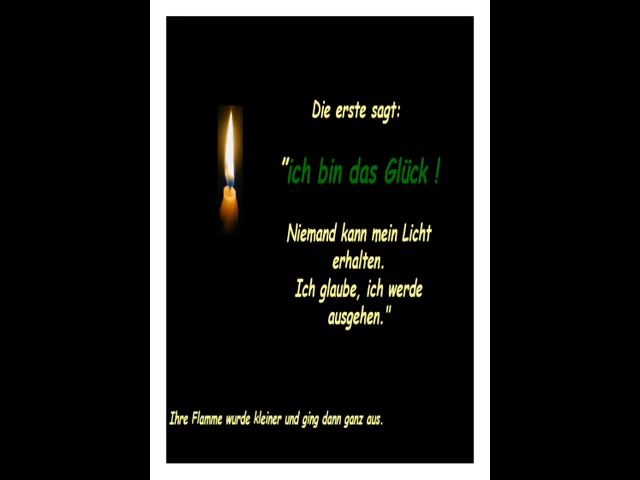 Die erste sagt:
"ich bin das Glück !
Niemand kann mein Licht
erhalten.
Ich glaube, ich werde
ausgehen."
Ihre Flamme wurde kleiner und ging dann ganz aus.